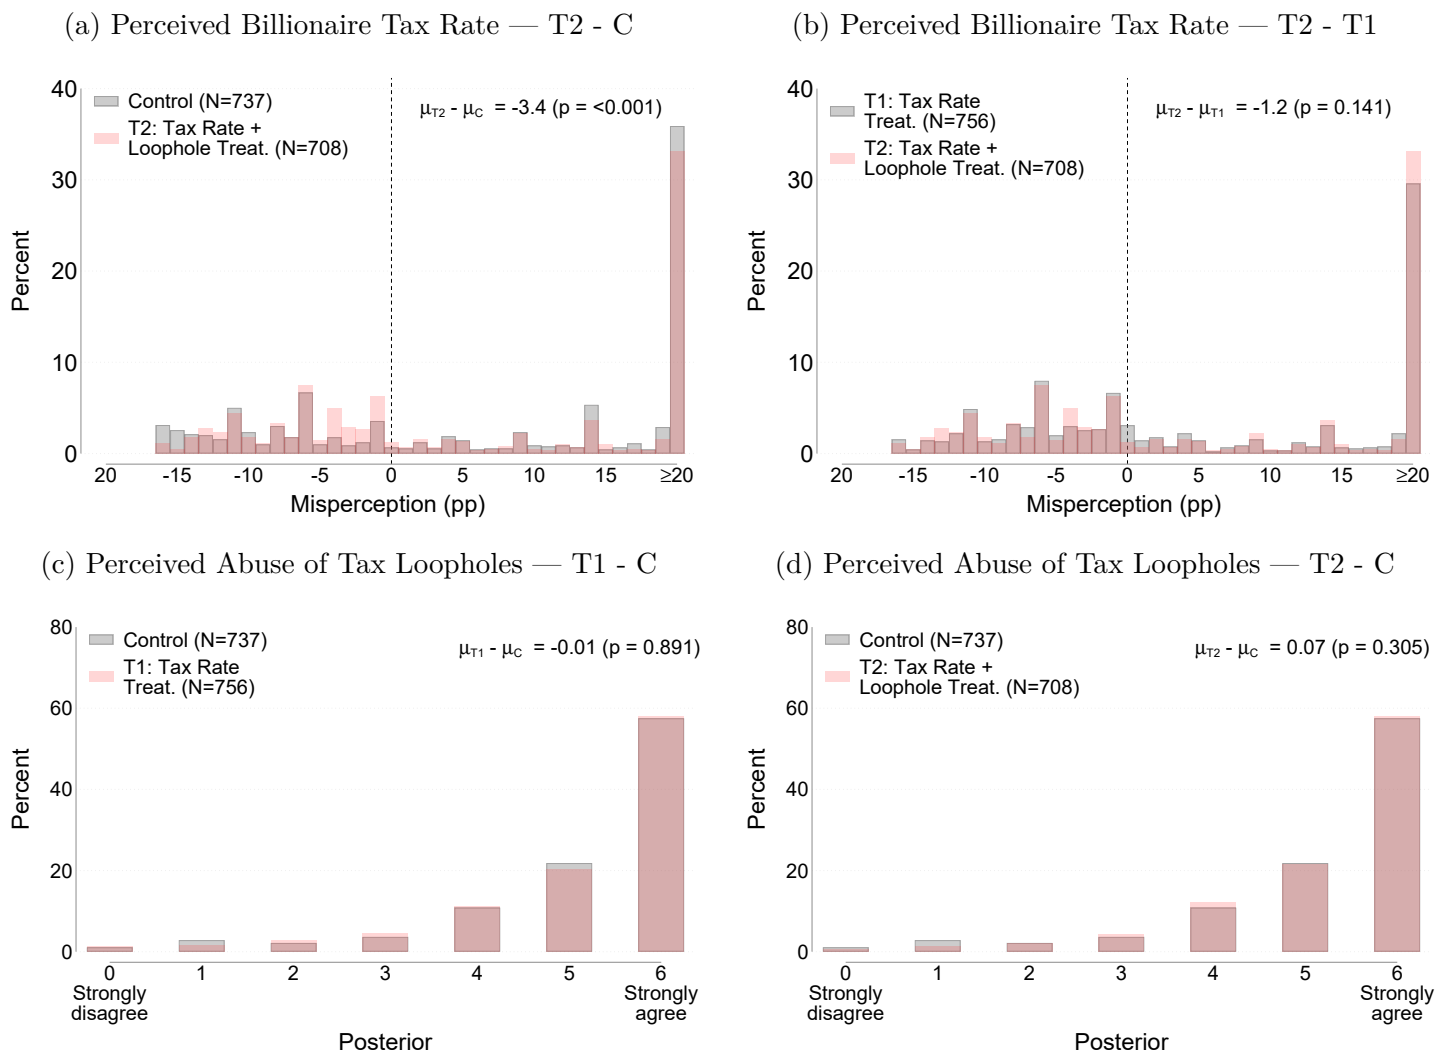 (a) Perceived Billionaire Tax Rate — T2 - C
40
30
20
10
0
Percent
Control (N=737)
T2: Tax Rate +
Loophole Treat. (N=708)
μT2 - μC = -3.4 (p = <0.001)
20 -15 -10 -5 0 5 10 15 ≥20
Misperception (pp)
(b) Perceived Billionaire Tax Rate — T2 - T1
40
30
20
10
0
Percent
T1: Tax Rate
Treat. (N=756)
T2: Tax Rate +
Loophole Treat. (N=708)
μT2 - μT1 = -1.2 (p = 0.141)
20 -15 -10 -5 0 5 10 15 ≥20
Misperception (pp)
(c) Perceived Abuse of Tax Loopholes — T1 - C
80
60
40
20
0
Percent
Control (N=737)
T1: Tax Rate
Treat. (N=756)
μT1 - μC = -0.01 (p = 0.891)
0 1 2 3 4 5 6
Strongly Strongly
disagree agree
Posterior
(d) Perceived Abuse of Tax Loopholes — T2 - C
80
60
40
20
0
Percent
Control (N=737)
T2: Tax Rate +
Loophole Treat. (N=708)
μT2 - μC = 0.07 (p = 0.305)
0 1 2 3 4 5 6
Strongly Strongly
disagree agree
Posterior